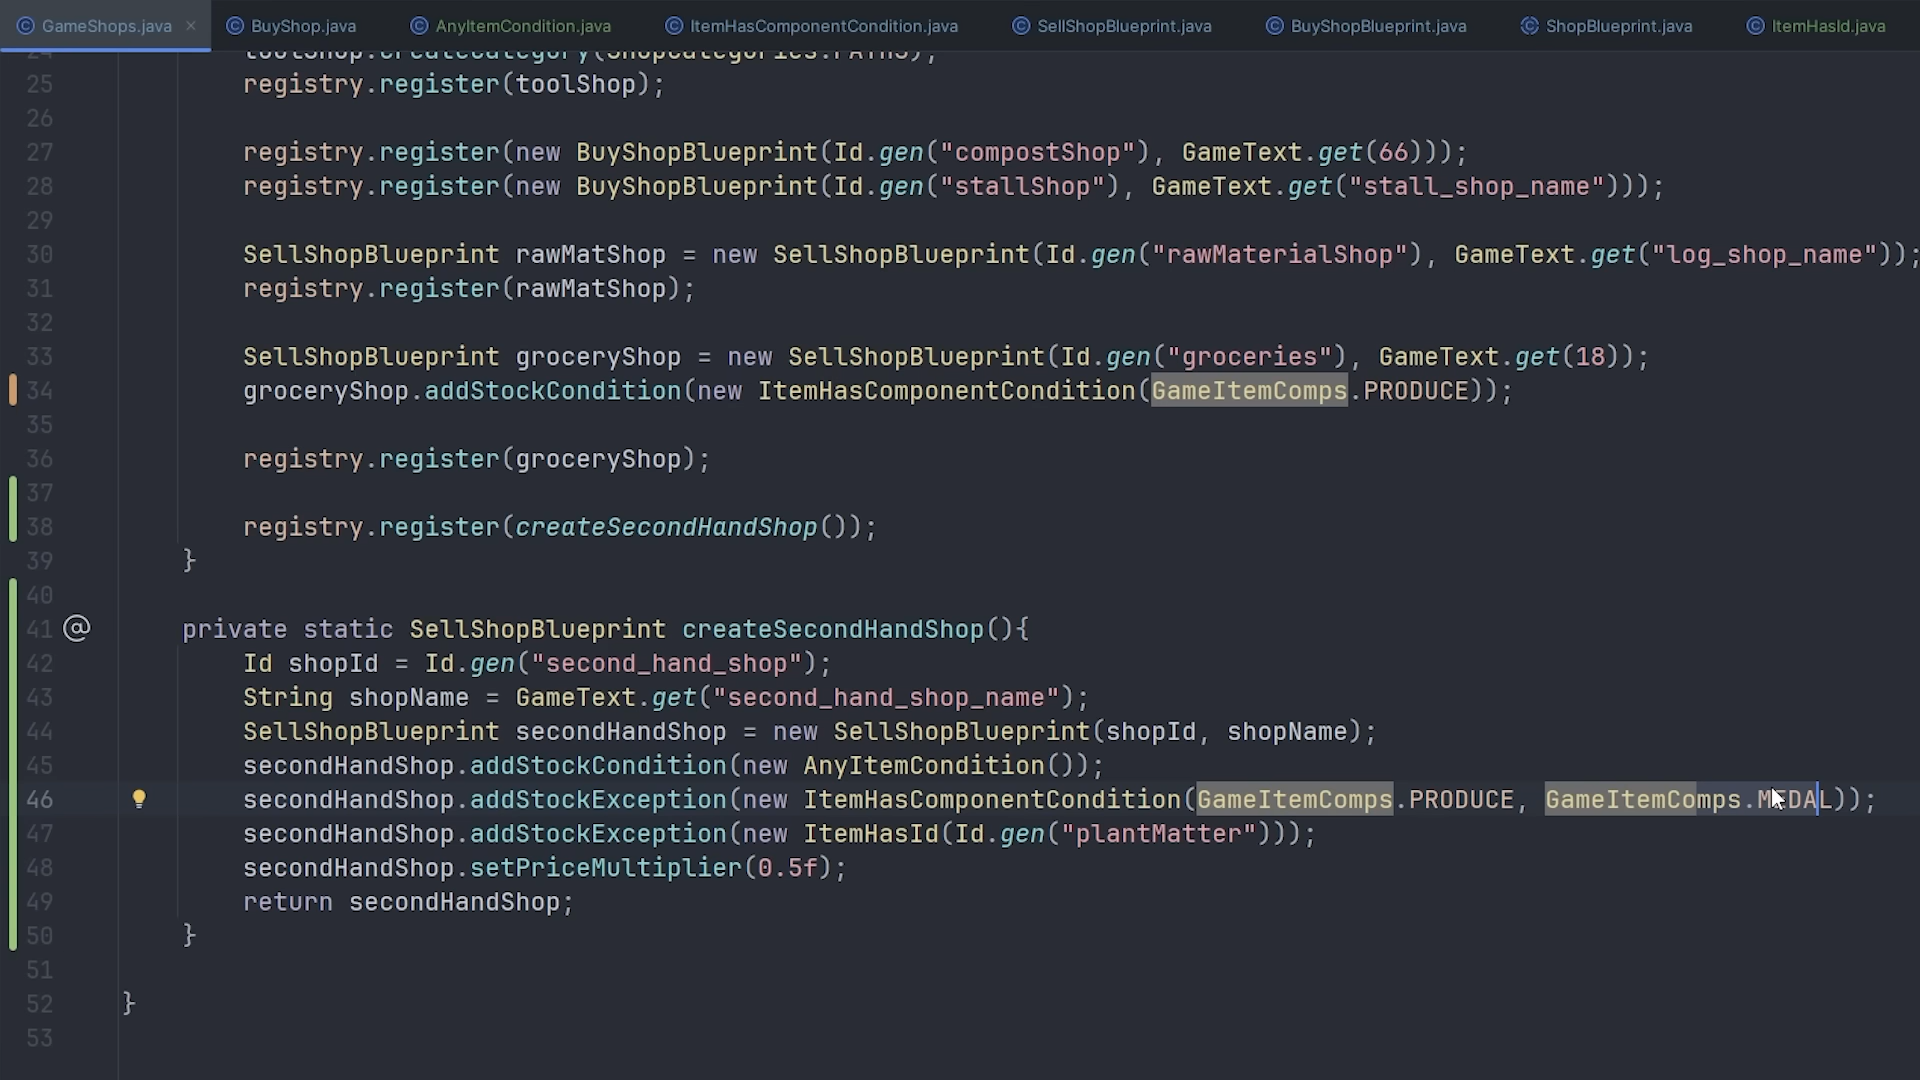 GameShops.java BuyShop.java AnyItemCondition.java ItemHasComponentCondition.java SellShopBlueprint.java BuyShopBlueprint.java ShopBlueprint.java ItemHasId.java
24 toolShop.createCategory(ShopCategories.PATHS);
25 registry.register(toolShop);
26
27 registry.register(new BuyShopBlueprint(Id.gen("compostShop"), GameText.get(66)));
28 registry.register(new BuyShopBlueprint(Id.gen("stallShop"), GameText.get("stall_shop_name")));
29
30 SellShopBlueprint rawMatShop = new SellShopBlueprint(Id.gen("rawMaterialShop"), GameText.get("log_shop_name"));
31 registry.register(rawMatShop);
32
33 SellShopBlueprint groceryShop = new SellShopBlueprint(Id.gen("groceries"), GameText.get(18));
34 groceryShop.addStockCondition(new ItemHasComponentCondition(GameItemComps.PRODUCE));
35
36 registry.register(groceryShop);
37
38 registry.register(createSecondHandShop());
39 }
40
41 @ private static SellShopBlueprint createSecondHandShop(){
42 Id shopId = Id.gen("second_hand_shop");
43 String shopName = GameText.get("second_hand_shop_name");
44 SellShopBlueprint secondHandShop = new SellShopBlueprint(shopId, shopName);
45 secondHandShop.addStockCondition(new AnyItemCondition());
46 secondHandShop.addStockException(new ItemHasComponentCondition(GameItemComps.PRODUCE, GameItemComps.MEDAL));
47 secondHandShop.addStockException(new ItemHasId(Id.gen("plantMatter")));
48 secondHandShop.setPriceMultiplier(0.5f);
49 return secondHandShop;
50 }
51
52 }
53